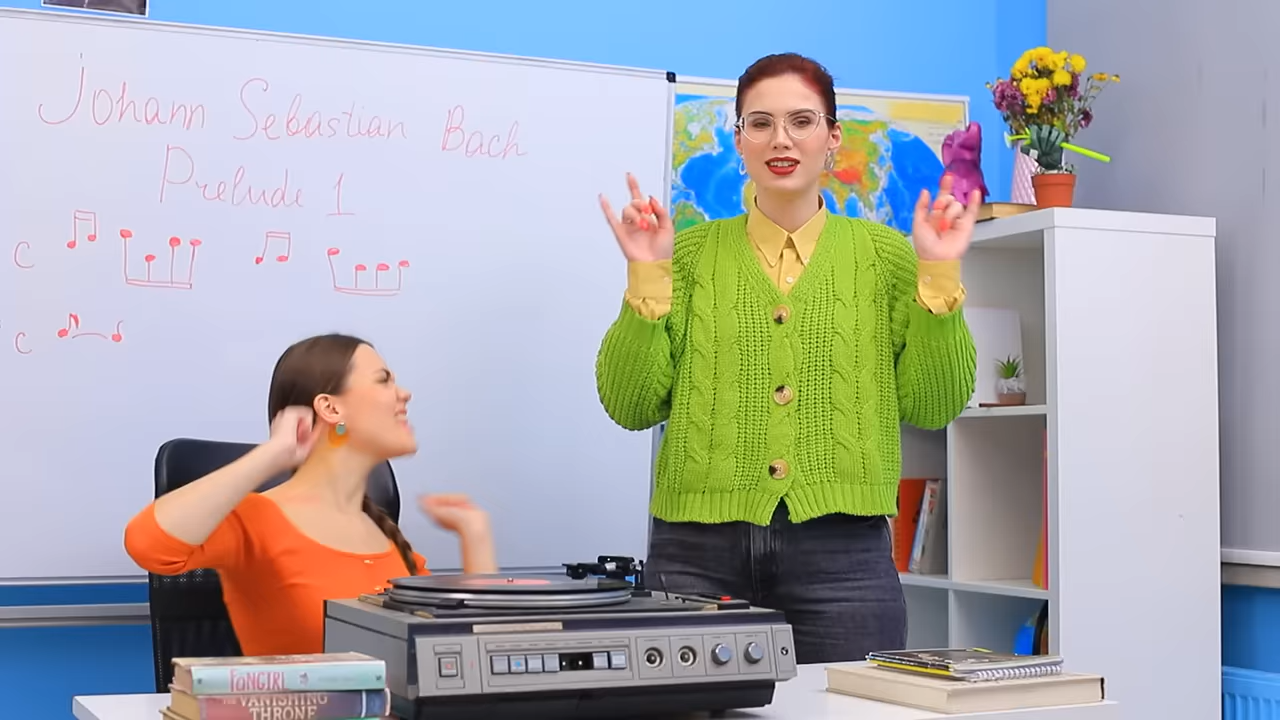 Johann Sebastian Bach
Prelude 1
C
C
FANGIRL
THE VANISHING
THRONE